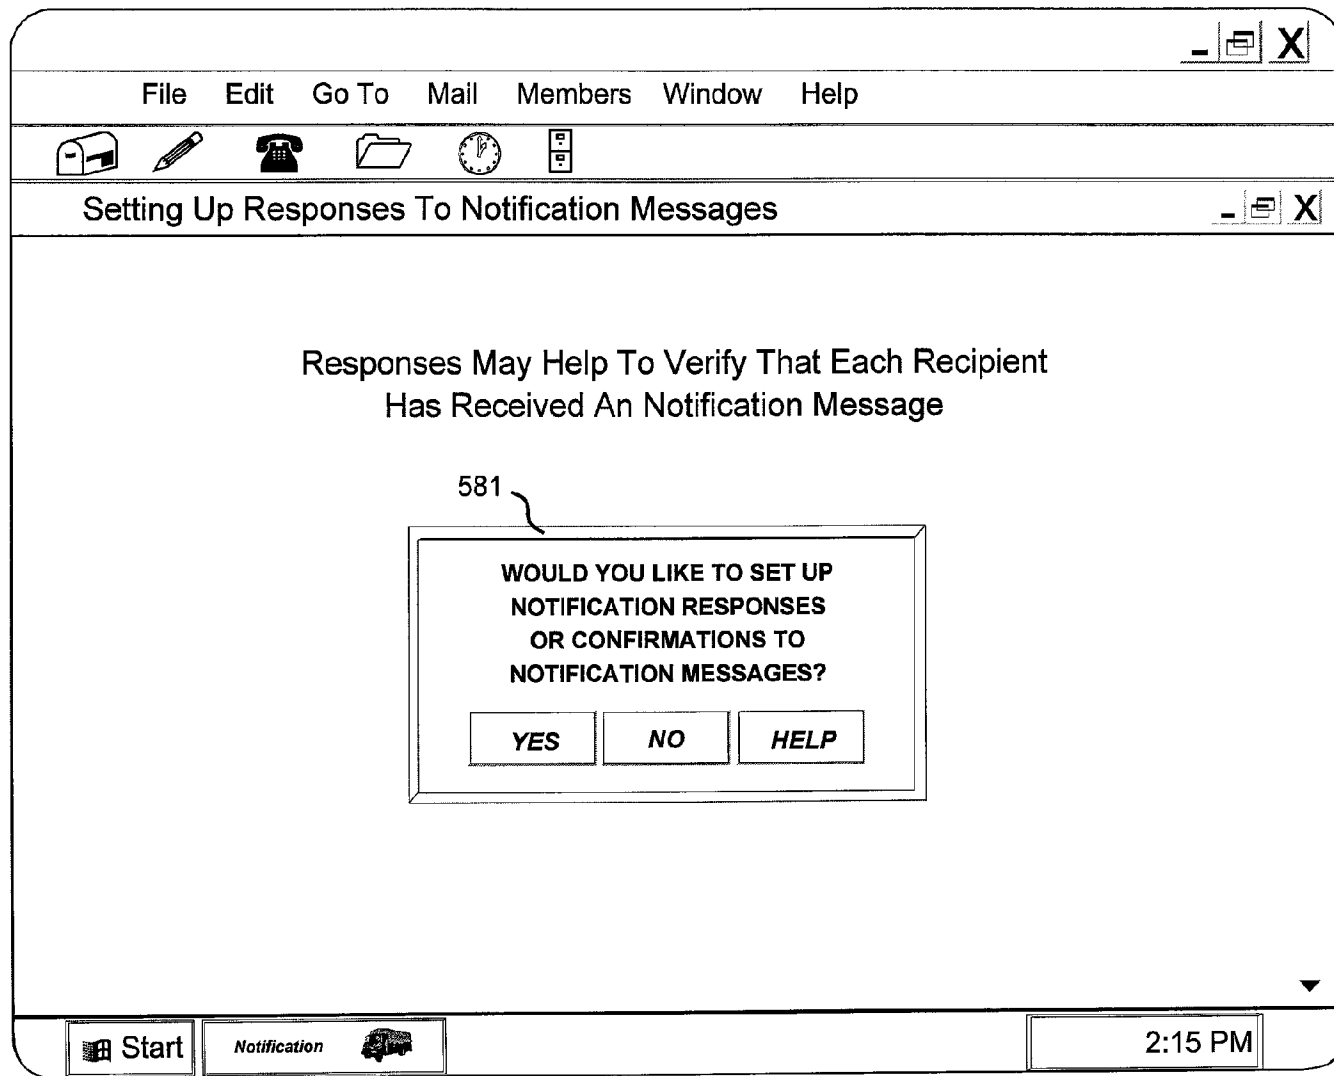 File Edit Go To Mail Members Window Help
Setting Up Responses To Notification Messages
Responses May Help To Verify That Each Recipient
Has Received An Notification Message
581
WOULD YOU LIKE TO SET UP
NOTIFICATION RESPONSES
OR CONFIRMATIONS TO
NOTIFICATION MESSAGES?
YES NO HELP
Start Notification 2:15 PM